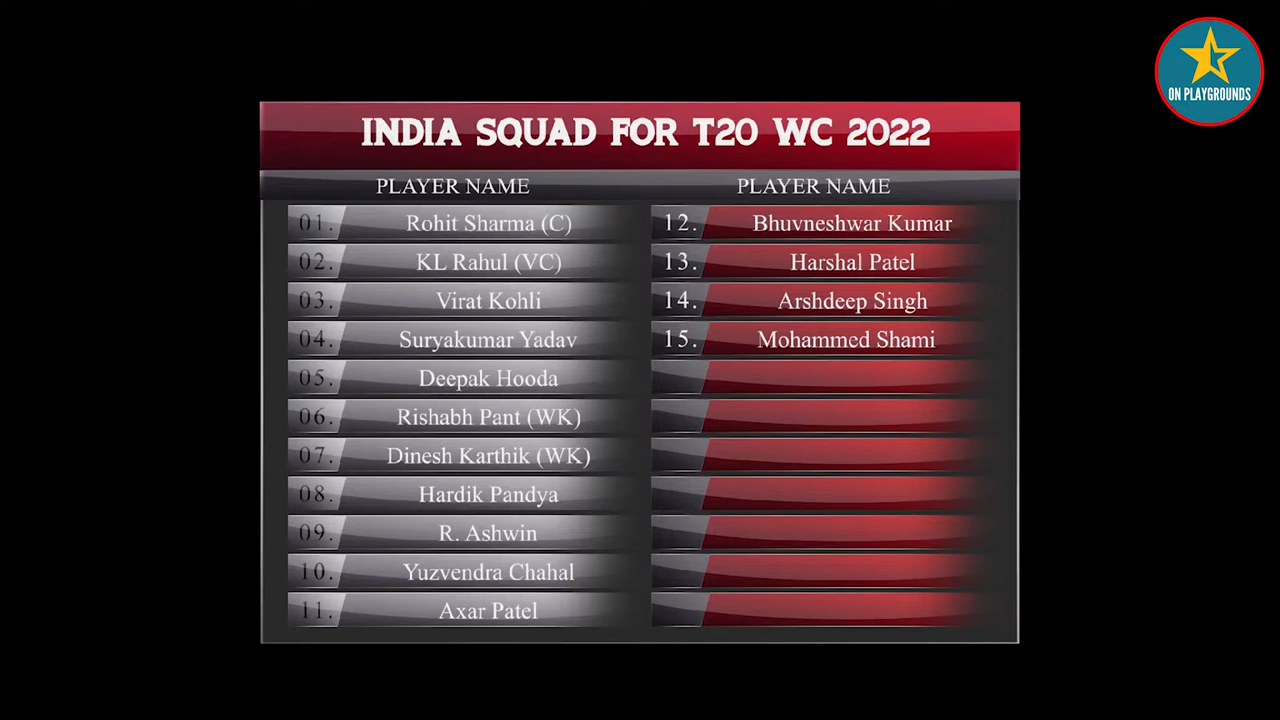 ON PLAYGROUNDS
INDIA SQUAD FOR T20 WC 2022
PLAYER NAME
01. Rohit Sharma (C)
02. KL Rahul (VC)
03. Virat Kohli
04. Suryakumar Yadav
05. Deepak Hooda
06. Rishabh Pant (WK)
07. Dinesh Karthik (WK)
08. Hardik Pandya
09. R. Ashwin
10. Yuzvendra Chahal
11. Axar Patel
PLAYER NAME
12. Bhuvneshwar Kumar
13. Harshal Patel
14. Arshdeep Singh
15. Mohammed Shami